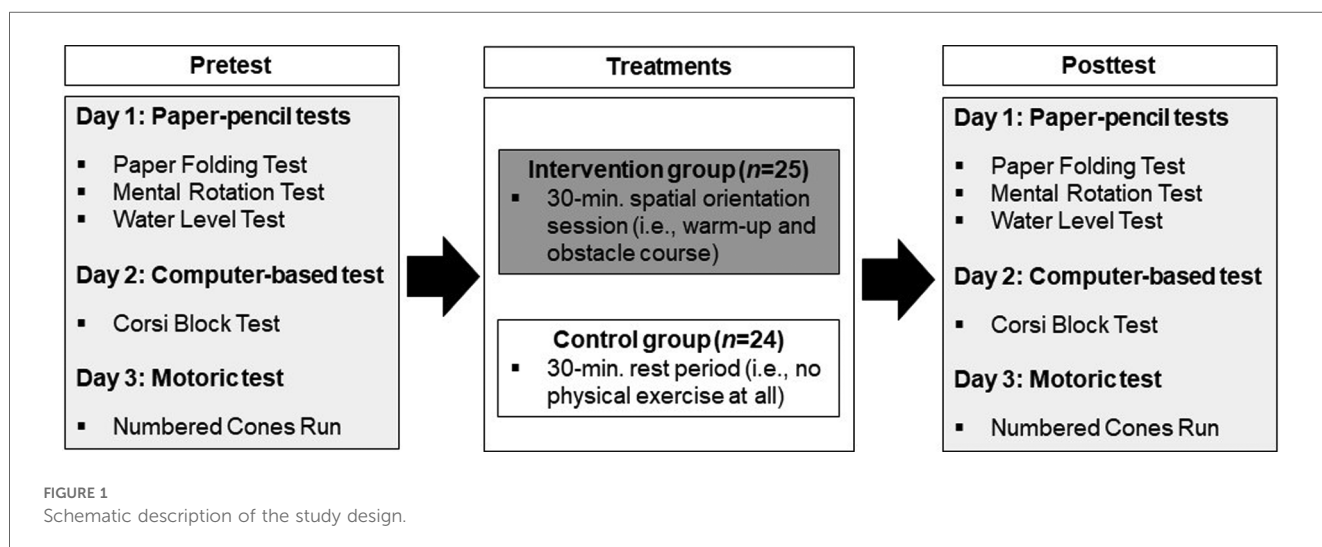 Pretest
Day 1: Paper-pencil tests
▪ Paper Folding Test
▪ Mental Rotation Test
▪ Water Level Test
Day 2: Computer-based test
▪ Corsi Block Test
Day 3: Motoric test
▪ Numbered Cones Run
Treatments
Intervention group (n=25)
▪ 30-min. spatial orientation
session (i.e., warm-up and
obstacle course)
Control group (n=24)
▪ 30-min. rest period (i.e., no
physical exercise at all)
Posttest
Day 1: Paper-pencil tests
▪ Paper Folding Test
▪ Mental Rotation Test
▪ Water Level Test
Day 2: Computer-based test
▪ Corsi Block Test
Day 3: Motoric test
▪ Numbered Cones Run
FIGURE 1
Schematic description of the study design.